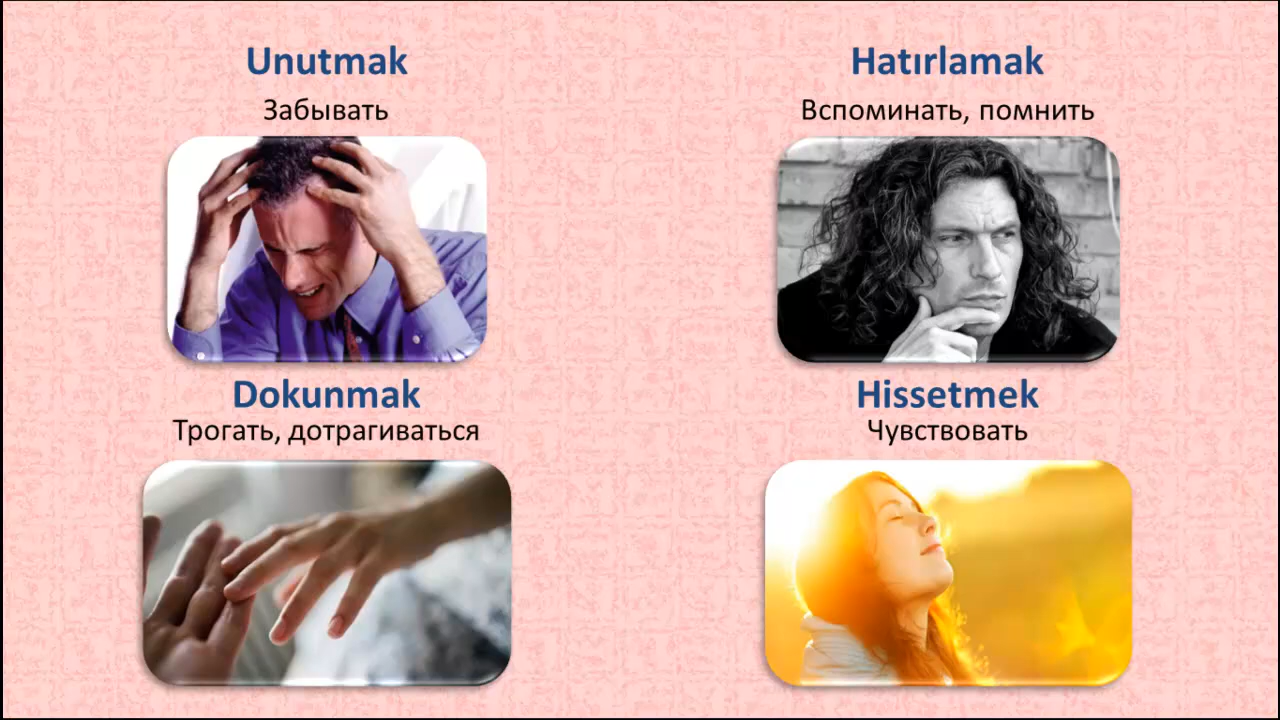 Unutmak
Забывать
Hatırlamak
Вспоминать, помнить
Dokunmak
Трогать, дотрагиваться
Hissetmek
Чувствовать